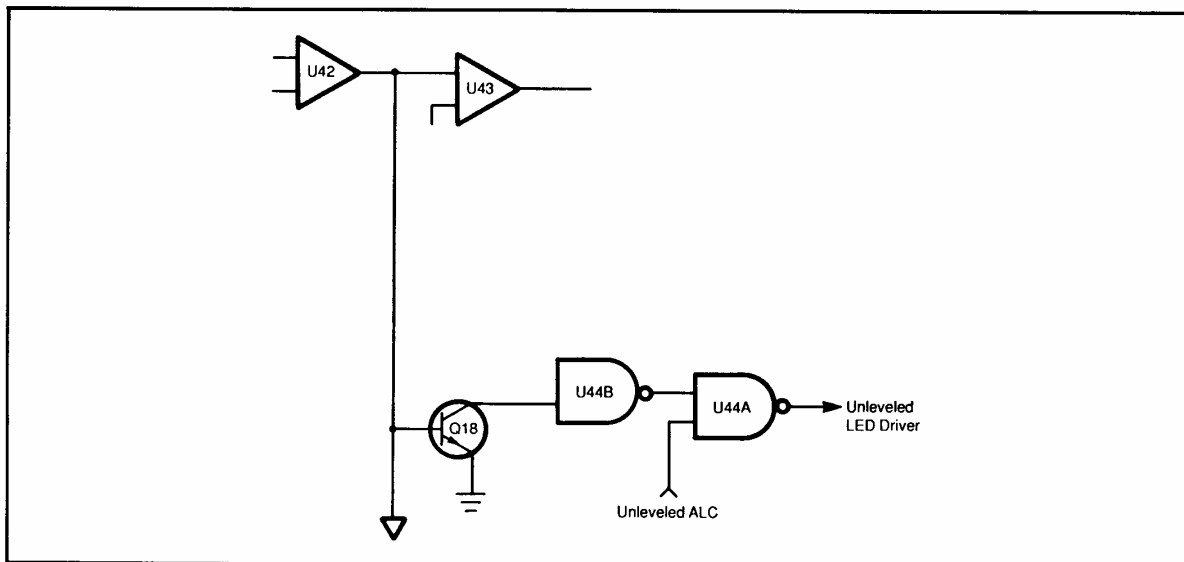 U42
U43
U44B
U44A
Unleveled
LED Driver
Q18
Unleveled ALC